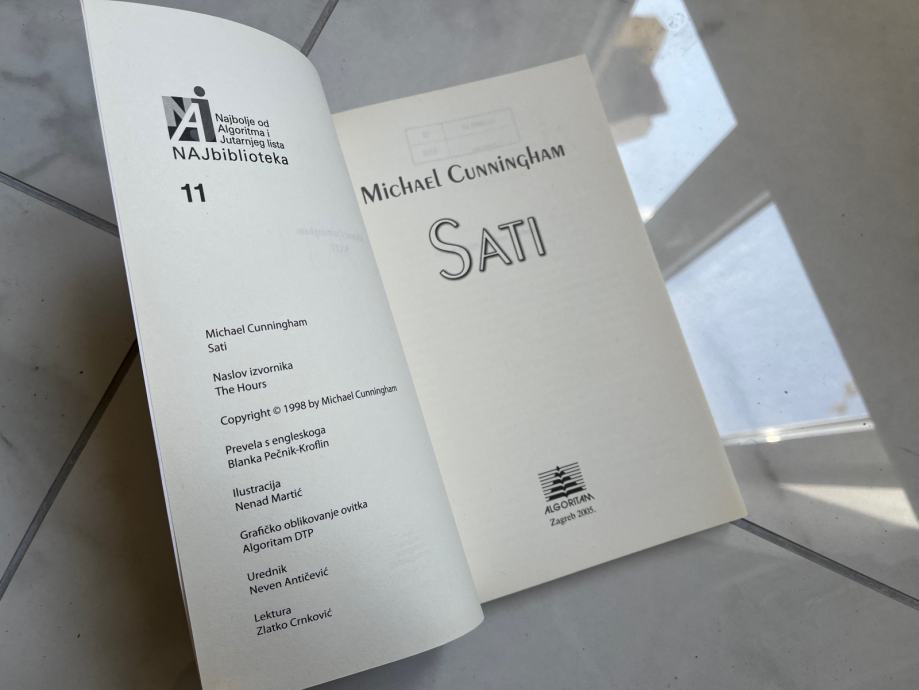 Najbolje od
Algoritma i
Jutarnjeg lista
NAJbiblioteka
11
Michael Cunningham
Sati
Naslov izvornika
The Hours
Copyright © 1998 by Michael Cunningham
Prevela s engleskoga
Blanka Pečnik-Kroflin
Ilustracija
Nenad Martić
Grafičko oblikovanje ovitka
Algoritam DTP
Urednik
Neven Antičević
Lektura
Zlatko Crnković
Michael Cunningham
Sati
ALGORITAM
Zagreb 2005.